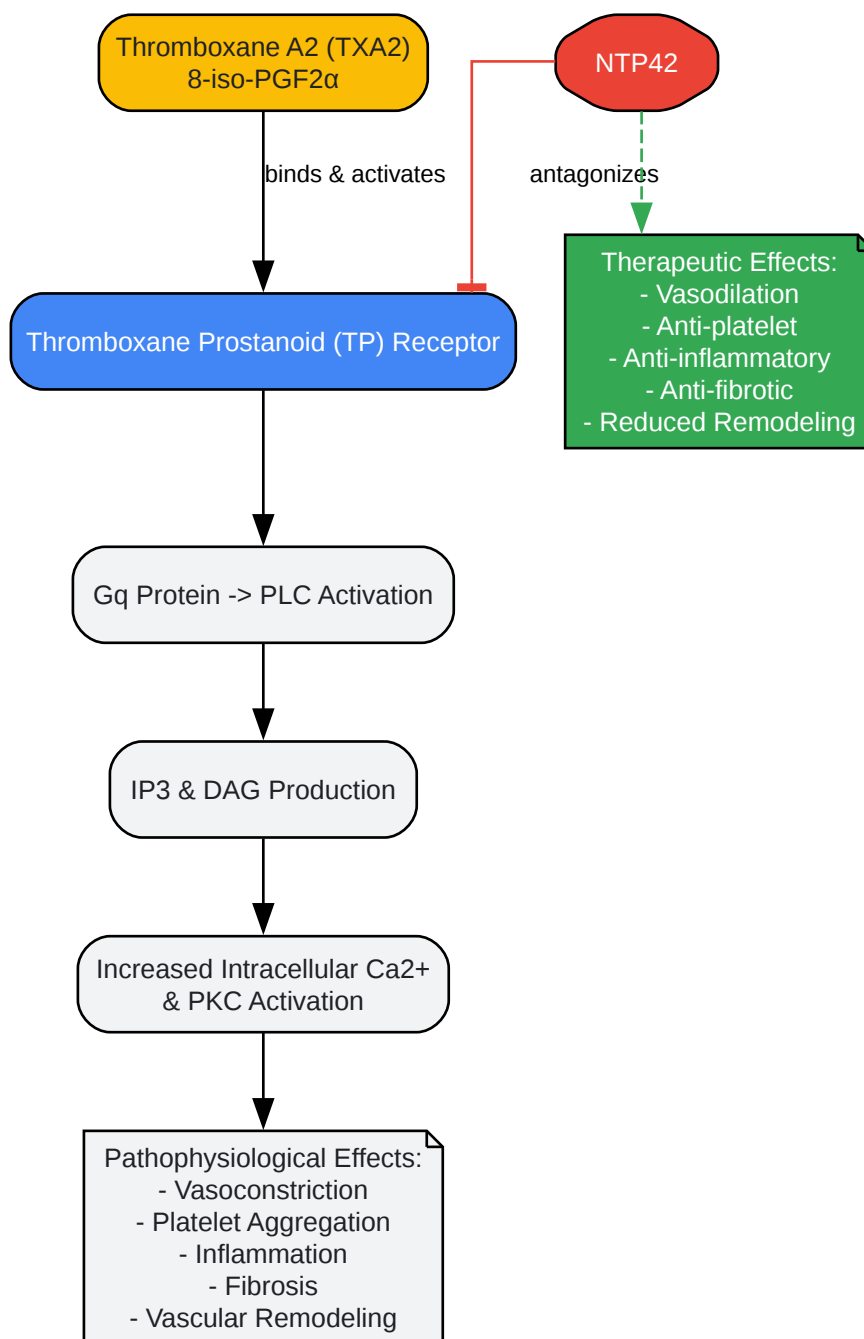 Thromboxane A2 (TXA2)
8-iso-PGF2α
NTP42
binds & activates
antagonizes
Therapeutic Effects:
- Vasodilation
- Anti-platelet
- Anti-inflammatory
- Anti-fibrotic
- Reduced Remodeling
Thromboxane Prostanoid (TP) Receptor
Gq Protein -> PLC Activation
IP3 & DAG Production
Increased Intracellular Ca2+
& PKC Activation
Pathophysiological Effects:
- Vasoconstriction
- Platelet Aggregation
- Inflammation
- Fibrosis
- Vascular Remodeling